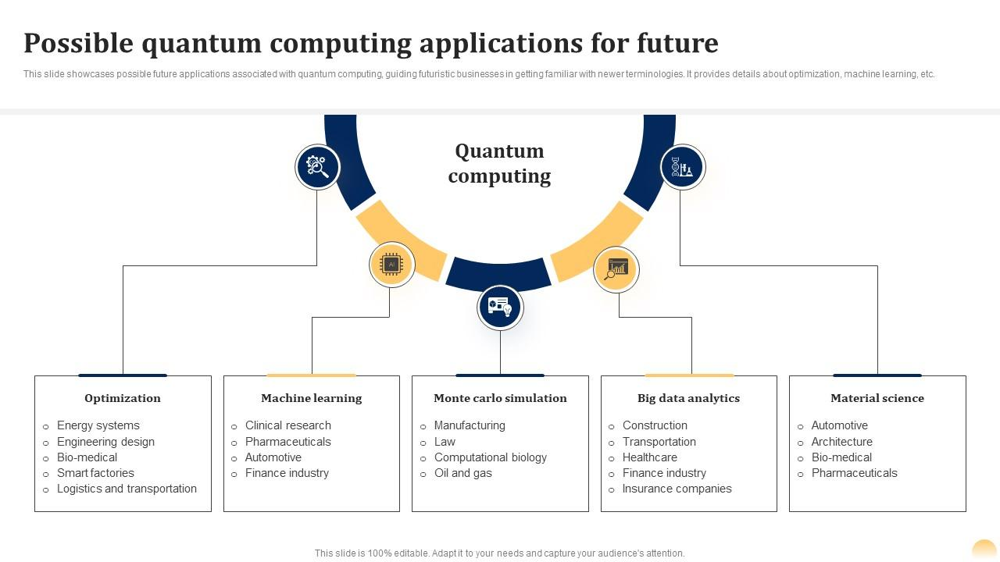 Possible quantum computing applications for future
This slide showcases possible future applications associated with quantum computing, guiding futuristic businesses in getting familiar with newer terminologies. It provides details about optimization, machine learning, etc.
Quantum
computing
AI
Optimization
o Energy systems
o Engineering design
o Bio-medical
o Smart factories
o Logistics and transportation
Machine learning
o Clinical research
o Pharmaceuticals
o Automotive
o Finance industry
Monte carlo simulation
o Manufacturing
o Law
o Computational biology
o Oil and gas
Big data analytics
o Construction
o Transportation
o Healthcare
o Finance industry
o Insurance companies
Material science
o Automotive
o Architecture
o Bio-medical
o Pharmaceuticals
This slide is 100% editable. Adapt it to your needs and capture your audience's attention.